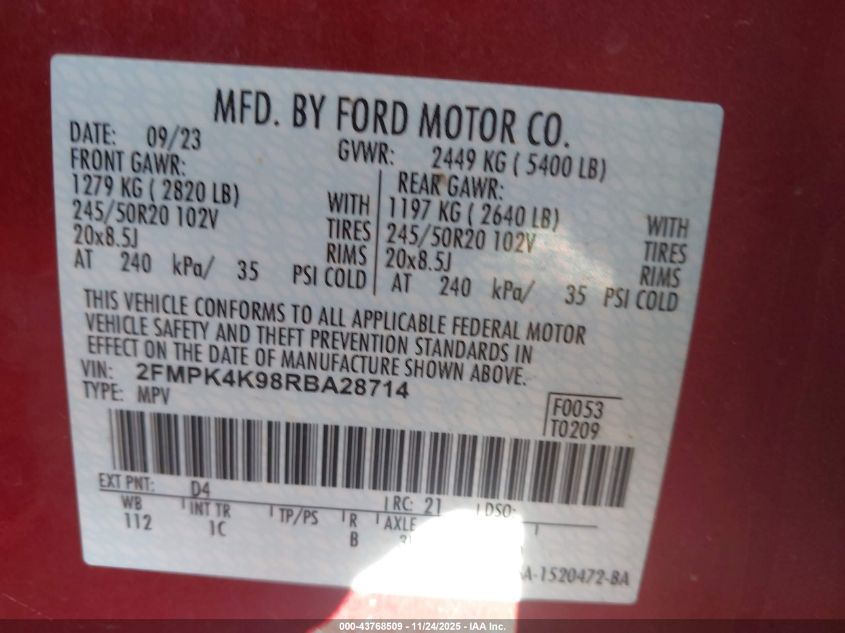 MFD. BY FORD MOTOR CO.
DATE: 09/23 GVWR: 2449 KG ( 5400 LB)
FRONT GAWR: REAR GAWR:
1279 KG ( 2820 LB) WITH 1197 KG ( 2640 LB) WITH
245/50R20 102V TIRES 245/50R20 102V TIRES
20x8.5J RIMS 20x8.5J RIMS
AT 240 kPa/ 35 PSI COLD AT 240 kPa/ 35 PSI COLD
THIS VEHICLE CONFORMS TO ALL APPLICABLE FEDERAL MOTOR
VEHICLE SAFETY AND THEFT PREVENTION STANDARDS IN
EFFECT ON THE DATE OF MANUFACTURE SHOWN ABOVE.
VIN: 2FMPK4K98RBA28714
TYPE: MPV
F0053
T0209
EXT PNT: D4 RC: 21 DSO:
WB INT TR TP/PS R AXLE
112 1C B
-1520472-BA
000-43768509 - 11/24/2025 - IAA Inc.